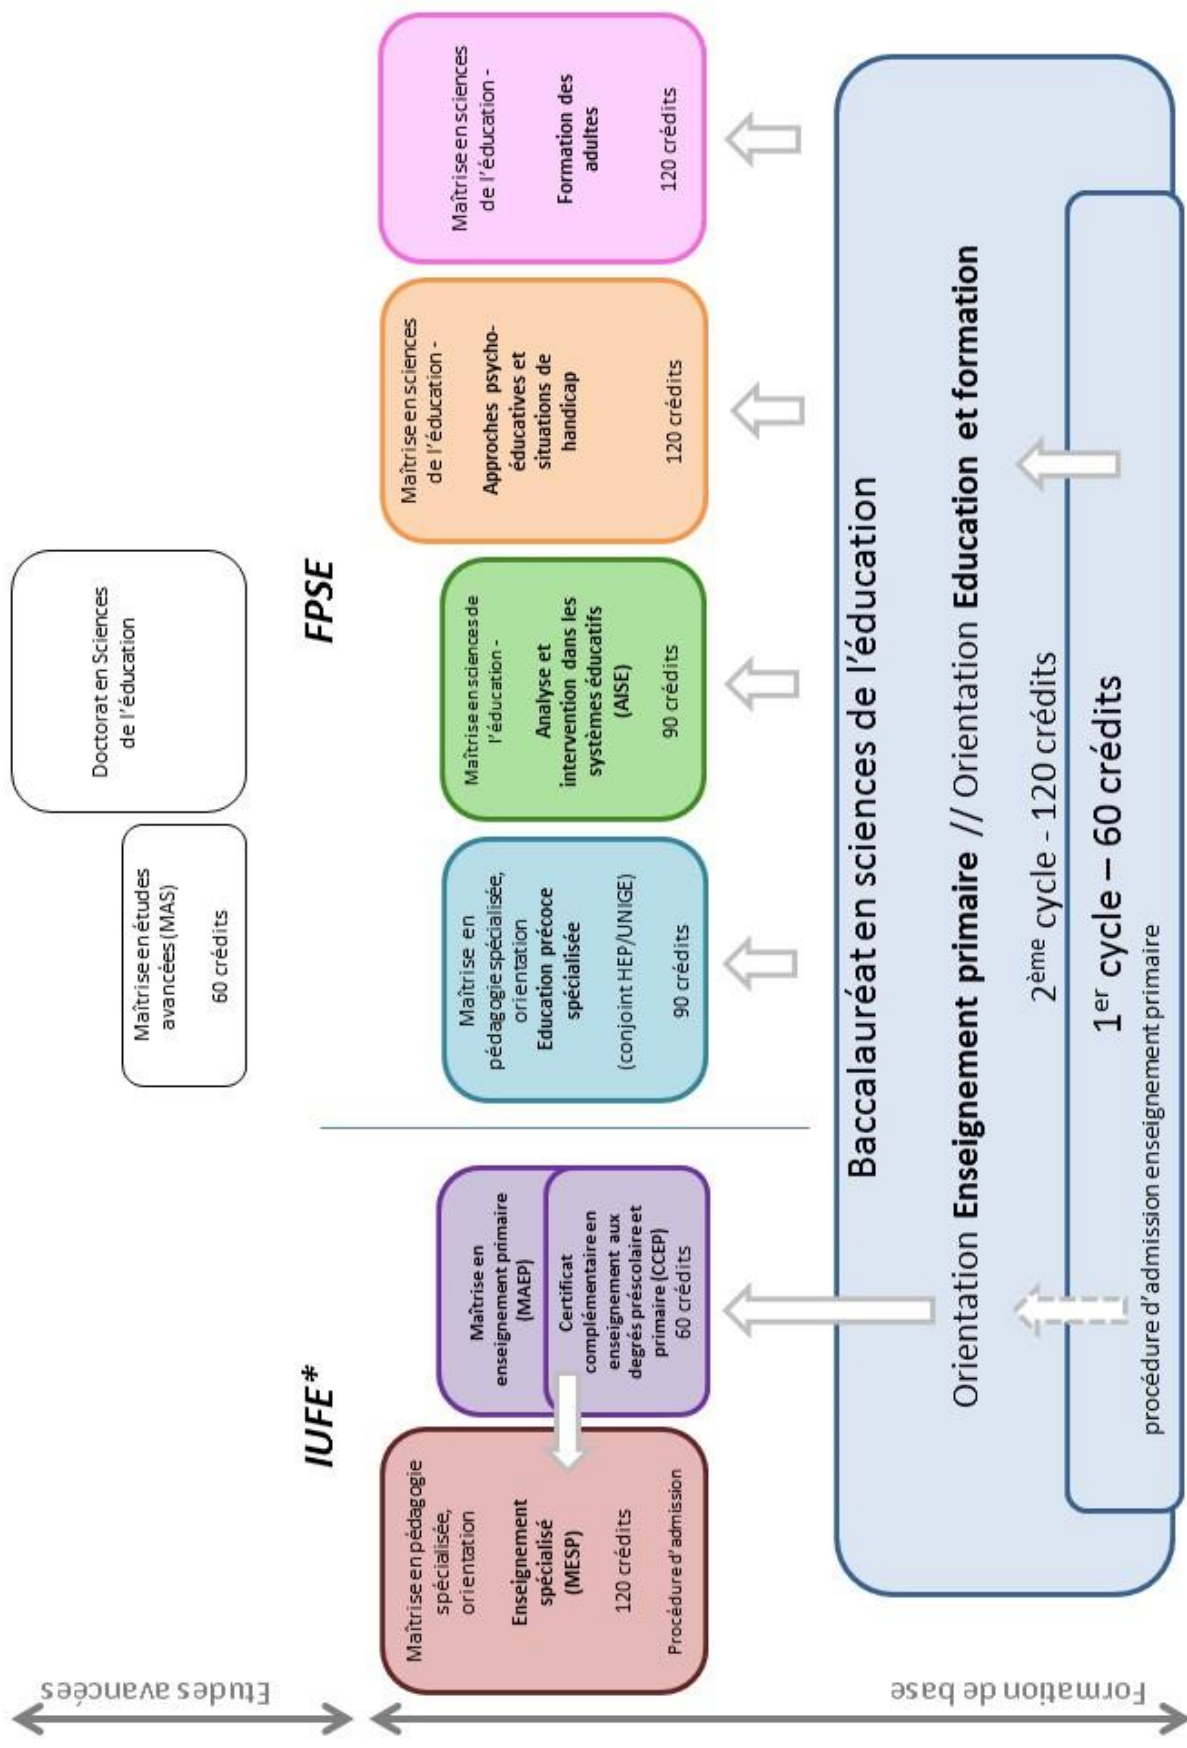 Etudes avancées
Formation de base
Maîtrise en études
avancées (MAS)
60 crédits
Doctorat en Sciences
de l'éducation
IUFE*
FPSE
Maîtrise en pédagogie
spécialisée,
orientation
Enseignement
spécialisé
(MESP)
120 crédits
Procédure d'admission
Maîtrise en
enseignement primaire
(MAEP)
Certificat
complémentaire en
enseignement aux
degrés préscolaire et
primaire (CCEP)
60 crédits
Maîtrise en
pédagogie spécialisée,
orientation
Education précoce
spécialisée
(conjoint HEP/UNIGE)
90 crédits
Maîtrise en sciences de
l'éducation -
Analyse et
intervention dans les
systèmes éducatifs
(AISE)
90 crédits
Maîtrise en sciences
de l'éducation -
Approches psycho-
éducatives et
situations de
handicap
120 crédits
Maîtrise en sciences
de l'éducation -
Formation des
adultes
120 crédits
Baccalauréat en sciences de l'éducation
Orientation Enseignement primaire // Orientation Education et formation
2ème cycle - 120 crédits
1er cycle – 60 crédits
procédure d'admission enseignement primaire